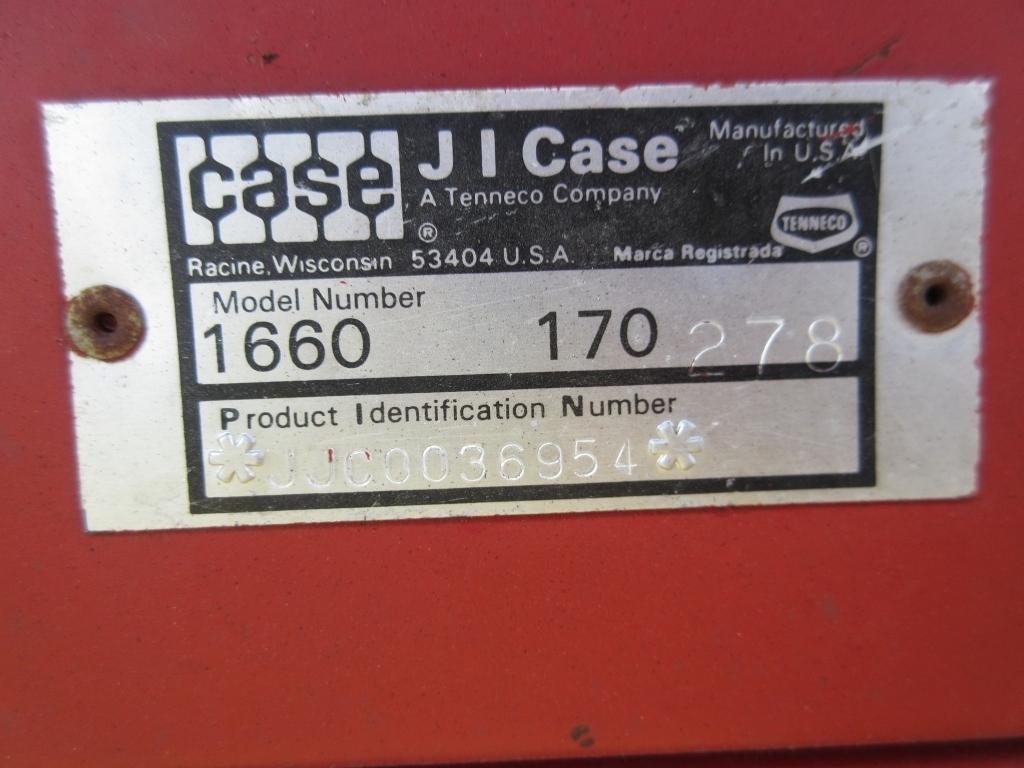 case
J I Case
A Tenneco Company
®
Manufactured
In U.S.A.
TENNECO
®
Racine, Wisconsin 53404 U.S.A.
Marca Registrada
Model Number
1660 170 278
Product Identification Number
*JJC0036954*